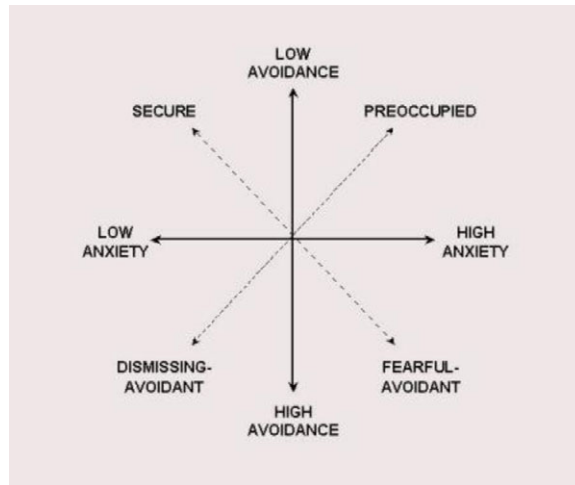 LOW
AVOIDANCE
SECURE
PREOCCUPIED
LOW
ANXIETY
HIGH
ANXIETY
DISMISSING-
AVOIDANT
FEARFUL-
AVOIDANT
HIGH
AVOIDANCE